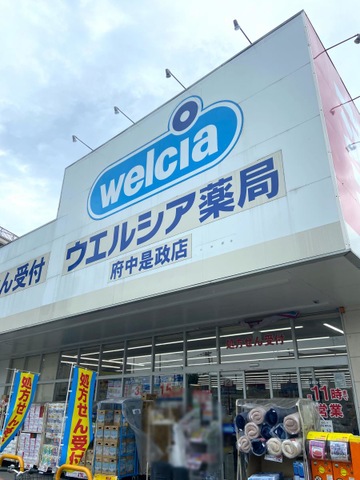 welcia
ウエルシア薬局
せん受付
府中是政店
処方せん受付
11時
営業
処方せん受付
処方せん受付